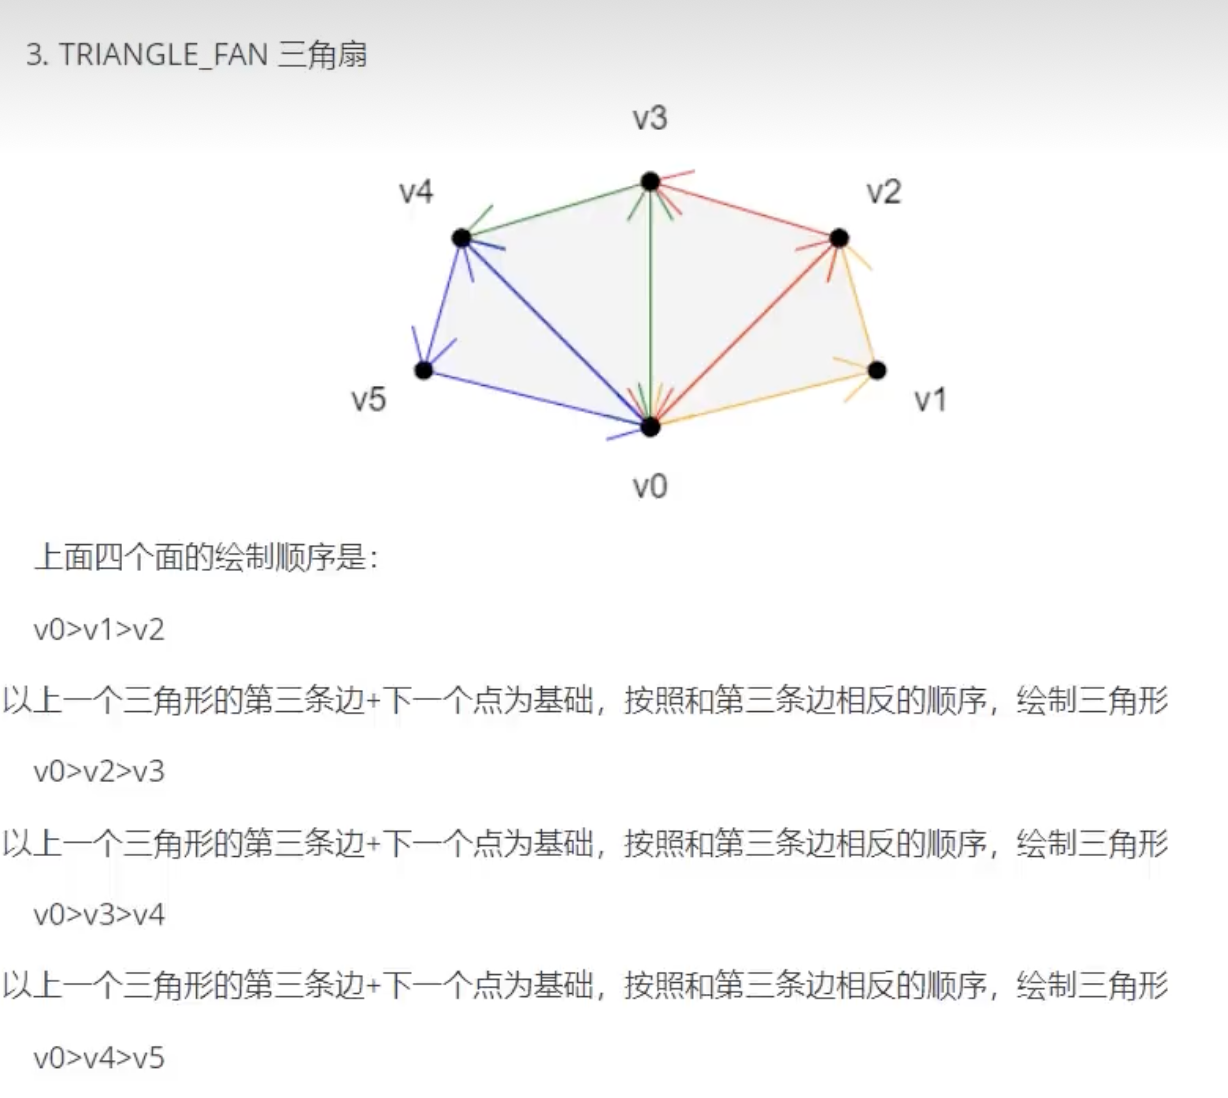 3. TRIANGLE_FAN 三角扇
v3
v4
v2
v5
v1
v0
上面四个面的绘制顺序是：
v0>v1>v2
以上一个三角形的第三条边+下一个点为基础，按照和第三条边相反的顺序，绘制三角形
v0>v2>v3
以上一个三角形的第三条边+下一个点为基础，按照和第三条边相反的顺序，绘制三角形
v0>v3>v4
以上一个三角形的第三条边+下一个点为基础，按照和第三条边相反的顺序，绘制三角形
v0>v4>v5